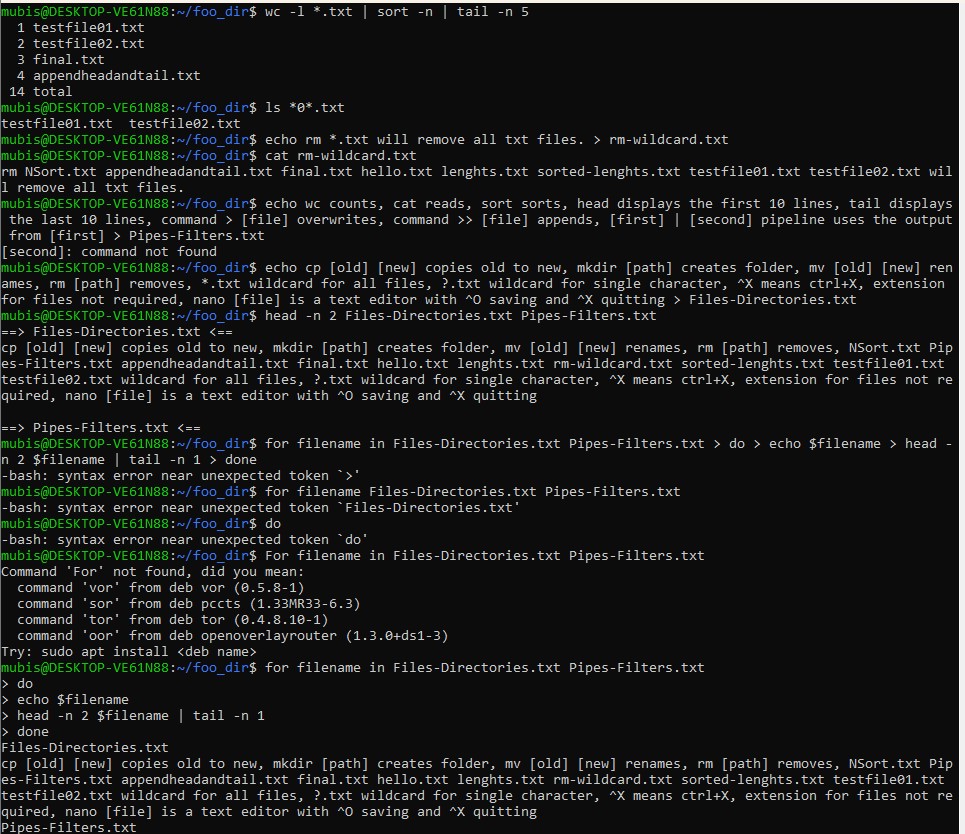 mubis@DESKTOP-VE61N88:~/foo_dir$ wc -l *.txt | sort -n | tail -n 5
  1 testfile01.txt
  2 testfile02.txt
  3 final.txt
  4 appendheadandtail.txt
 14 total
mubis@DESKTOP-VE61N88:~/foo_dir$ ls *0*.txt
testfile01.txt  testfile02.txt
mubis@DESKTOP-VE61N88:~/foo_dir$ echo rm *.txt will remove all txt files. > rm-wildcard.txt
mubis@DESKTOP-VE61N88:~/foo_dir$ cat rm-wildcard.txt
rm NSort.txt appendheadandtail.txt final.txt hello.txt lenghts.txt sorted-lenghts.txt testfile01.txt testfile02.txt wil
l remove all txt files.
mubis@DESKTOP-VE61N88:~/foo_dir$ echo wc counts, cat reads, sort sorts, head displays the first 10 lines, tail displays
 the last 10 lines, command > [file] overwrites, command >> [file] appends, [first] | [second] pipeline uses the output
 from [first] > Pipes-Filters.txt
[second]: command not found
mubis@DESKTOP-VE61N88:~/foo_dir$ echo cp [old] [new] copies old to new, mkdir [path] creates folder, mv [old] [new] ren
ames, rm [path] removes, *.txt wildcard for all files, ?.txt wildcard for single character, ^X means ctrl+X, extension
for files not required, nano [file] is a text editor with ^O saving and ^X quitting > Files-Directories.txt
mubis@DESKTOP-VE61N88:~/foo_dir$ head -n 2 Files-Directories.txt Pipes-Filters.txt
==> Files-Directories.txt <==
cp [old] [new] copies old to new, mkdir [path] creates folder, mv [old] [new] renames, rm [path] removes, NSort.txt Pip
es-Filters.txt appendheadandtail.txt final.txt hello.txt lenghts.txt rm-wildcard.txt sorted-lenghts.txt testfile01.txt
testfile02.txt wildcard for all files, ?.txt wildcard for single character, ^X means ctrl+X, extension for files not re
quired, nano [file] is a text editor with ^O saving and ^X quitting

==> Pipes-Filters.txt <==
mubis@DESKTOP-VE61N88:~/foo_dir$ for filename in Files-Directories.txt Pipes-Filters.txt > do > echo $filename > head -
n 2 $filename | tail -n 1 > done
-bash: syntax error near unexpected token `>'
mubis@DESKTOP-VE61N88:~/foo_dir$ for filename Files-Directories.txt Pipes-Filters.txt
-bash: syntax error near unexpected token `Files-Directories.txt'
mubis@DESKTOP-VE61N88:~/foo_dir$ do
-bash: syntax error near unexpected token `do'
mubis@DESKTOP-VE61N88:~/foo_dir$ For filename in Files-Directories.txt Pipes-Filters.txt
Command 'For' not found, did you mean:
  command 'vor' from deb vor (0.5.8-1)
  command 'sor' from deb pccts (1.33MR33-6.3)
  command 'tor' from deb tor (0.4.8.10-1)
  command 'oor' from deb openoverlayrouter (1.3.0+ds1-3)
Try: sudo apt install <deb name>
mubis@DESKTOP-VE61N88:~/foo_dir$ for filename in Files-Directories.txt Pipes-Filters.txt
> do
> echo $filename
> head -n 2 $filename | tail -n 1
> done
Files-Directories.txt
cp [old] [new] copies old to new, mkdir [path] creates folder, mv [old] [new] renames, rm [path] removes, NSort.txt Pip
es-Filters.txt appendheadandtail.txt final.txt hello.txt lenghts.txt rm-wildcard.txt sorted-lenghts.txt testfile01.txt
testfile02.txt wildcard for all files, ?.txt wildcard for single character, ^X means ctrl+X, extension for files not re
quired, nano [file] is a text editor with ^O saving and ^X quitting
Pipes-Filters.txt